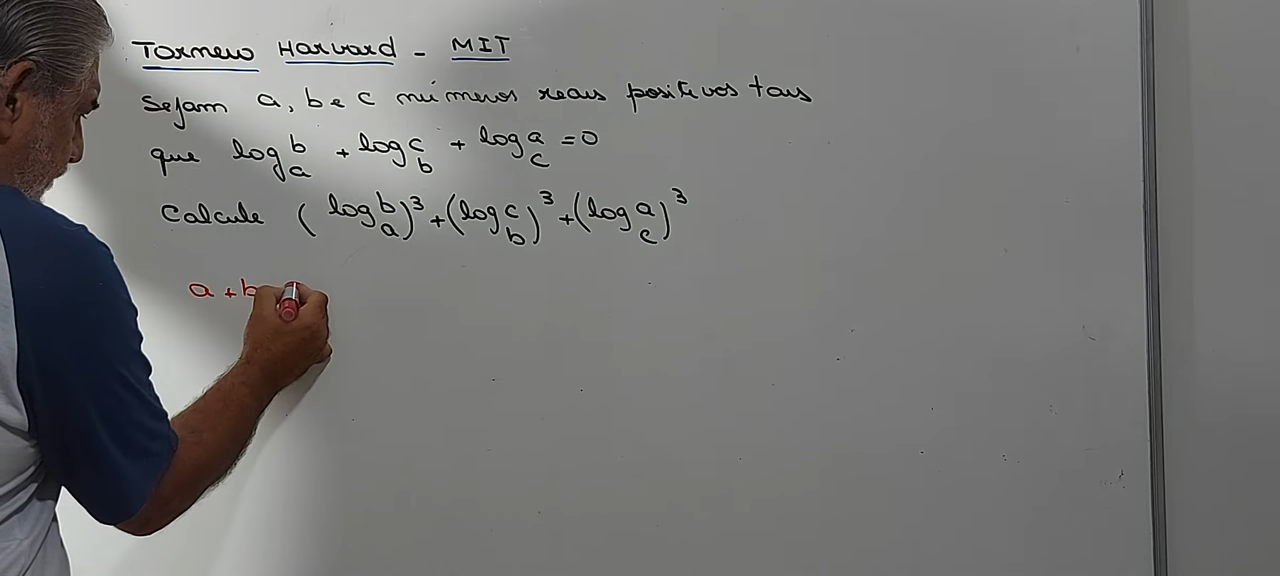 Torneio Harvard - MIT
Sejam a, b e c números reais positivos tais
que log_a b + log_b c + log_c a = 0
Calcule (log_a b)^3 + (log_b c)^3 + (log_c a)^3
a + b